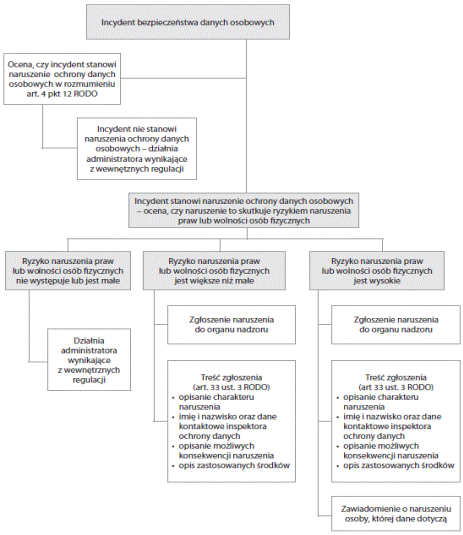 Incydent bezpieczeństwa danych osobowych
Ocena, czy incydent stanowi
naruszenie ochrony danych
osobowych w rozmumieniu
art. 4 pkt 12 RODO
Incydent nie stanowi
naruszenia ochrony danych
osobowych – działnia
administratora wynikające
z wewnętrznych regulacji
Incydent stanowi naruszenie ochrony danych osobowych
– ocena, czy naruszenie to skutkuje ryzykiem naruszenia
praw lub wolności osób fizycznych
Ryzyko naruszenia praw
lub wolności osób fizycznych
nie występuje lub jest małe
Działnia
administratora
wynikające
z wewnętrznych
regulacji
Ryzyko naruszenia praw
lub wolności osób fizycznych
jest większe niż małe
Zgłoszenie naruszenia
do organu nadzoru
Treść zgłoszenia
(art. 33 ust. 3 RODO)
• opisanie charakteru
naruszenia
• imię i nazwisko oraz dane
kontaktowe inspektora
ochrony danych
• opisanie możliwych
konsekwencji naruszenia
• opis zastosowanych środków
Ryzyko naruszenia praw
lub wolności osób fizycznych
jest wysokie
Zgłoszenie naruszenia
do organu nadzoru
Treść zgłoszenia
(art 33 ust. 3 RODO)
• opisanie charakteru
naruszenia
• imię i nazwisko oraz dane
kontaktowe inspektora
ochrony danych
• opisanie możliwych
konsekwencji naruszenia
• opis zastosowanych środków
Zawiadomienie o naruszeniu
osoby, której dane dotyczą